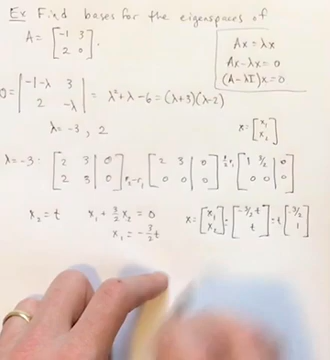 Ex Find bases for the eigenspaces of
A = [-1 3; 2 0].
Ax = λx
Ax - λx = 0
(A - λI)x = 0
0 = |-1-λ 3; 2 -λ| = λ² + λ - 6 = (λ+3)(λ-2)
λ = -3, 2
x = [x₁; x₂]
λ = -3 : [2 3 | 0; 2 3 | 0] r₂-r₁ [2 3 | 0; 0 0 | 0] ½r₁ [1 3/2 | 0; 0 0 | 0]
x₂ = t x₁ + 3/2 x₂ = 0 x = [x₁; x₂] = [-3/2 t; t] = t[-3/2; 1]
x₁ = -3/2 t